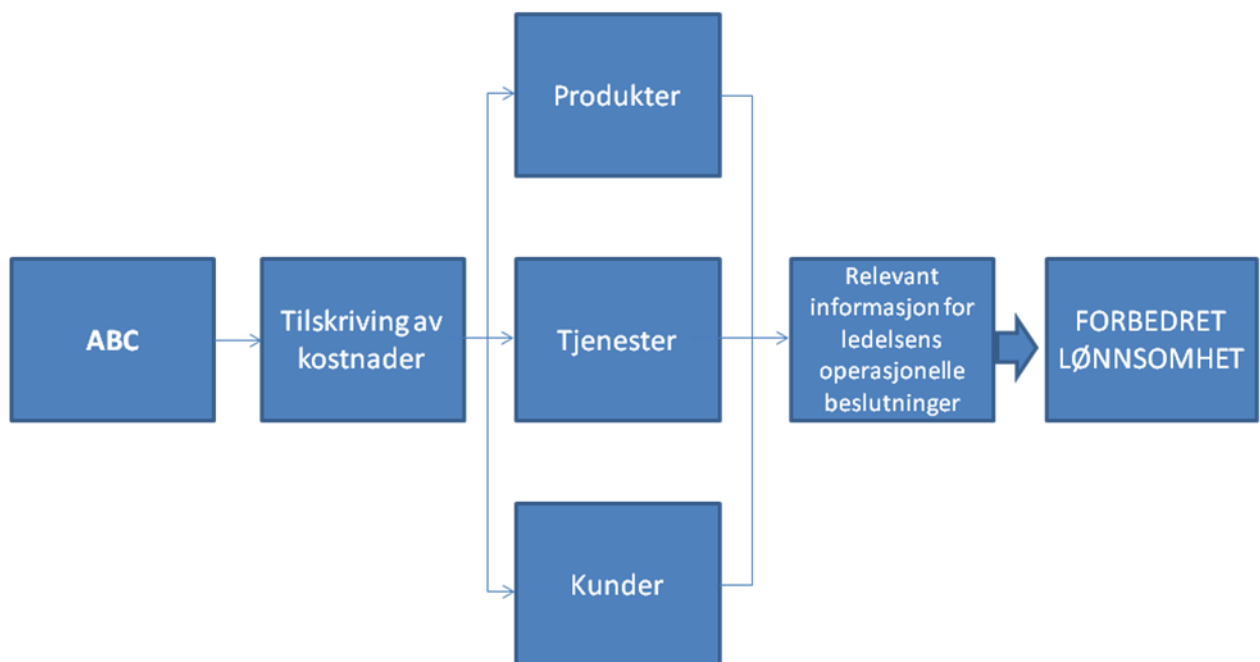 ABC
Tilskriving av
kostnader
Produkter
Tjenester
Kunder
Relevant
informasjon for
ledelsens
operasjonelle
beslutninger
FORBEDRET
LØNNSOMHET